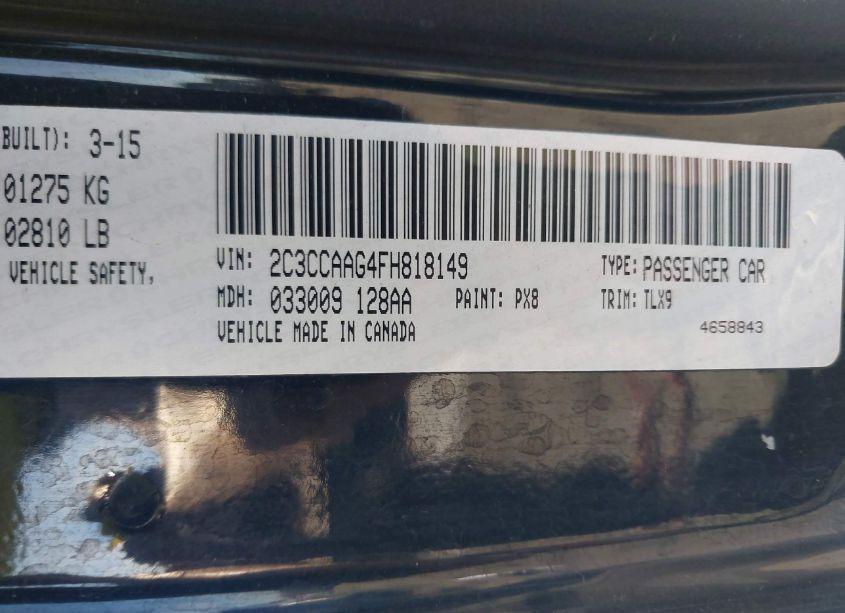 BUILT): 3-15
01275 KG
02810 LB
VEHICLE SAFETY,
VIN: 2C3CCAAG4FH818149
TYPE: PASSENGER CAR
MDH: 033009 128AA
PAINT: PX8
TRIM: TLX9
VEHICLE MADE IN CANADA
4658843